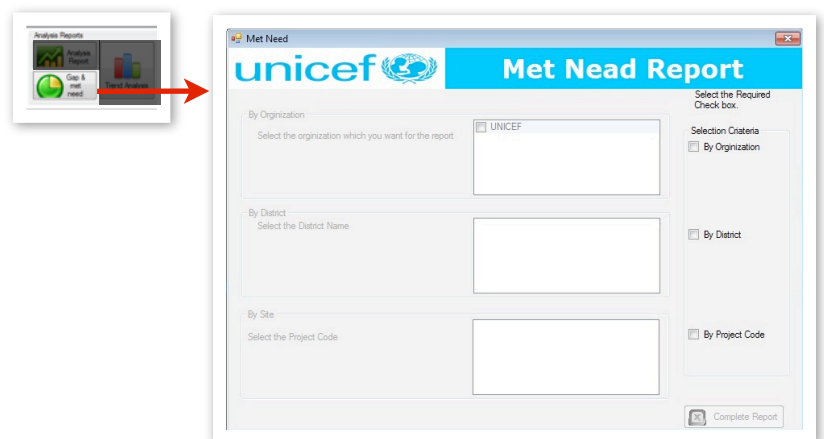 Analysis Reports
Analysis
Report
Gap &
met
need
Trend Analysis
Met Need
unicef
Met Nead Report
Select the Required
Check box.
By Orginization
Select the orginization which you want for the report
UNICEF
Selection Criateria
By Orginization
By District
Select the District Name
By District
By Site
Select the Project Code
By Project Code
Complete Report